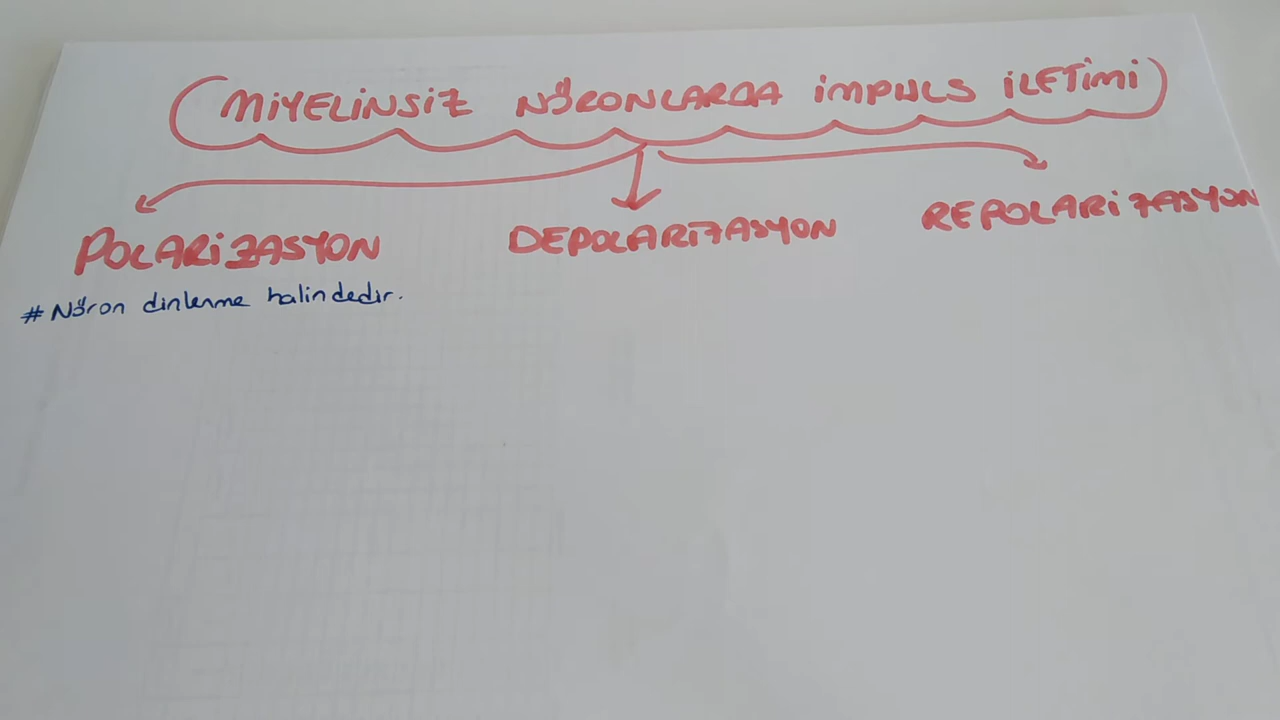 (MİYELİNSİZ NÖRONLARDA İMPULS İLETİMİ)
POLARİZASYON DEPOLARİZASYON REPOLARİZASYON
# Nöron dinlenme halindedir.